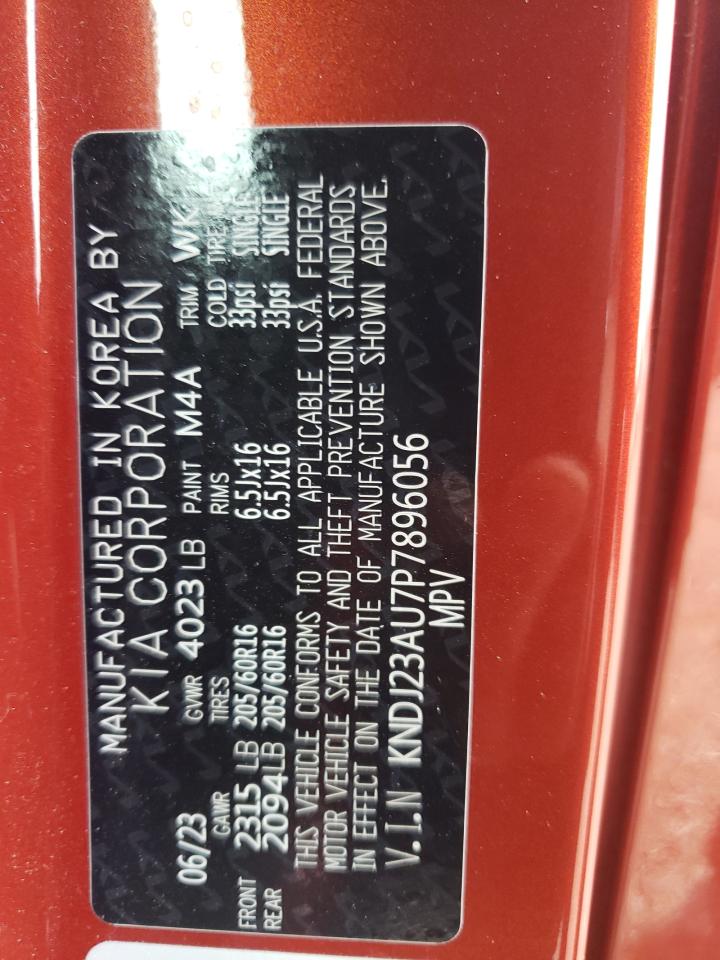 MANUFACTURED IN KOREA BY
KIA CORPORATION
06/23 GVWR 4023 LB PAINT M4A TRIM WK
GAWR TIRES RIMS COLD TIRE
FRONT 2315 LB 205/60R16 6.5Jx16 33psi SINGLE
REAR 2094 LB 205/60R16 6.5Jx16 33psi SINGLE
THIS VEHICLE CONFORMS TO ALL APPLICABLE U.S.A. FEDERAL
MOTOR VEHICLE SAFETY AND THEFT PREVENTION STANDARDS
IN EFFECT ON THE DATE OF MANUFACTURE SHOWN ABOVE.
V.I.N KNDJ23AU7P7896056
MPV